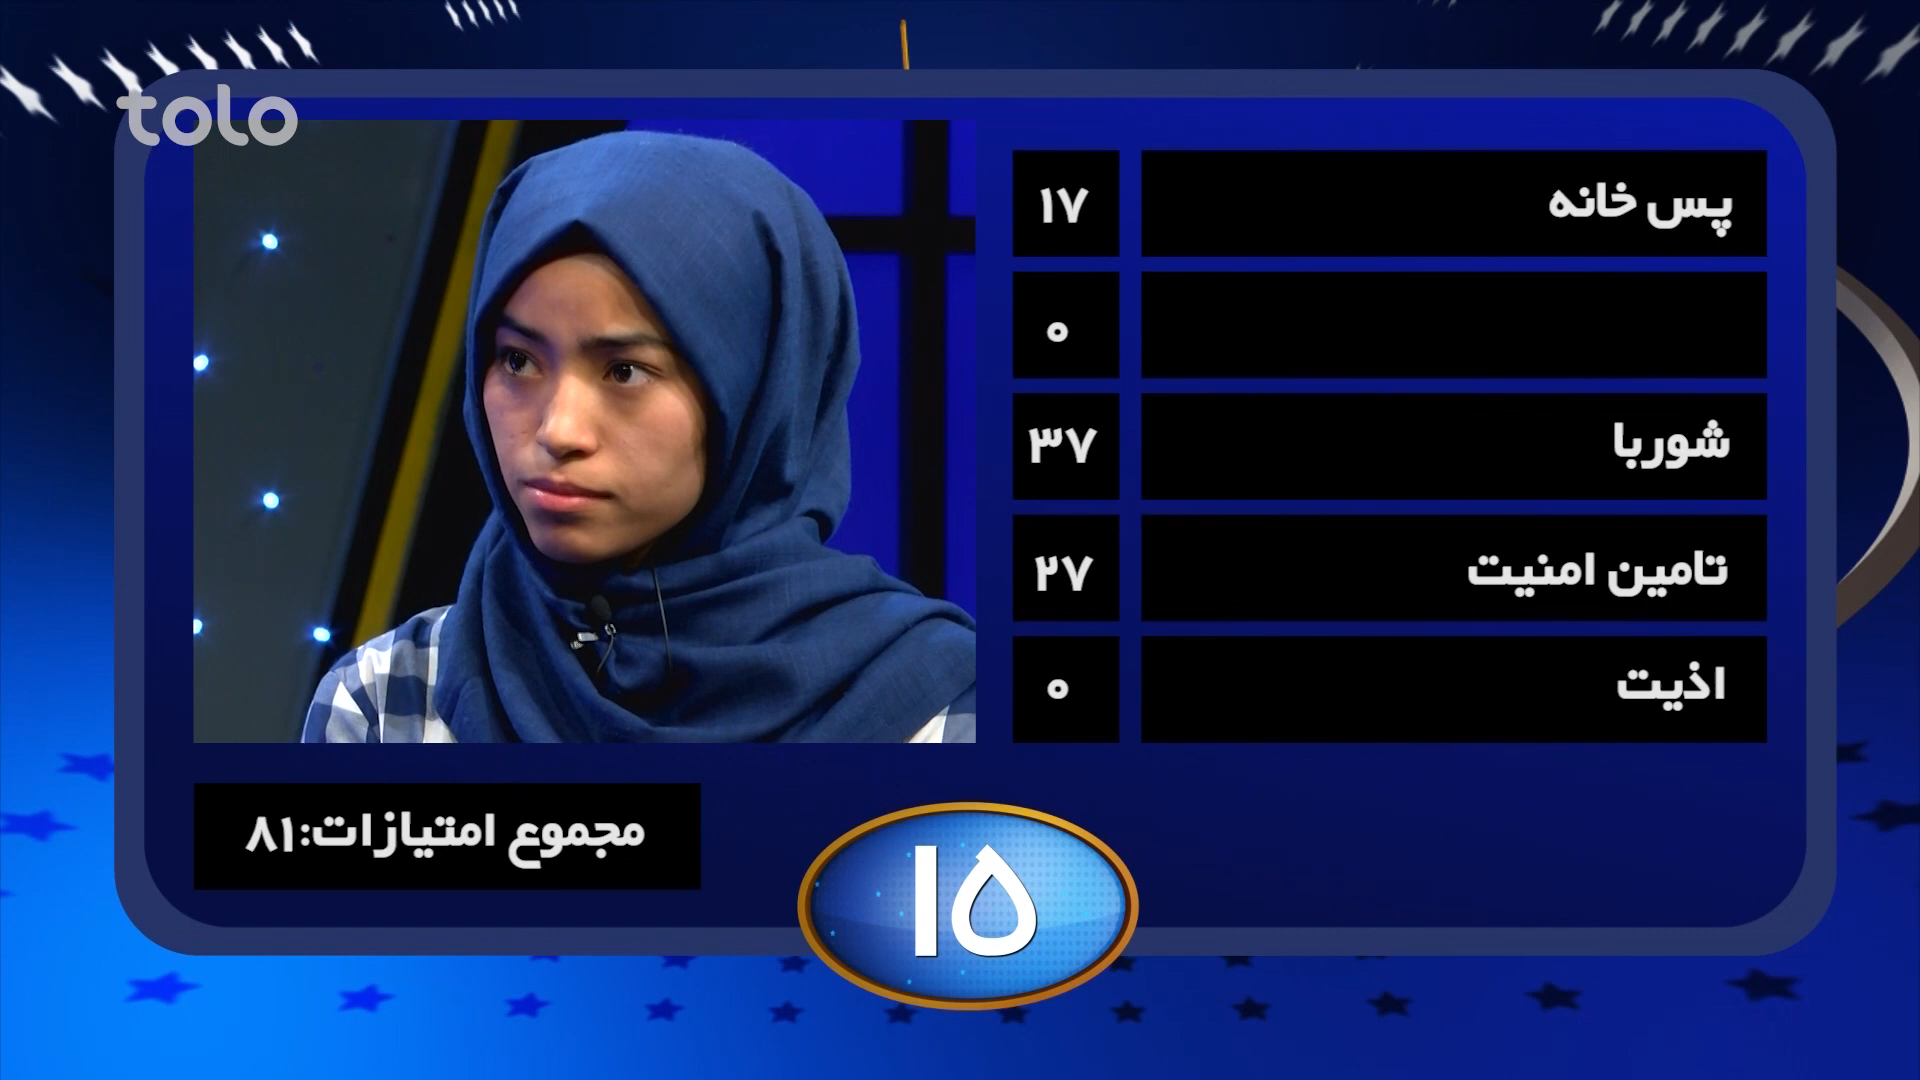 tolo
پس خانه ۱۷
۰
شوربا ۳۷
تامین امنیت ۲۷
اذیت ۰
مجموع امتیازات:۸۱
۱۵